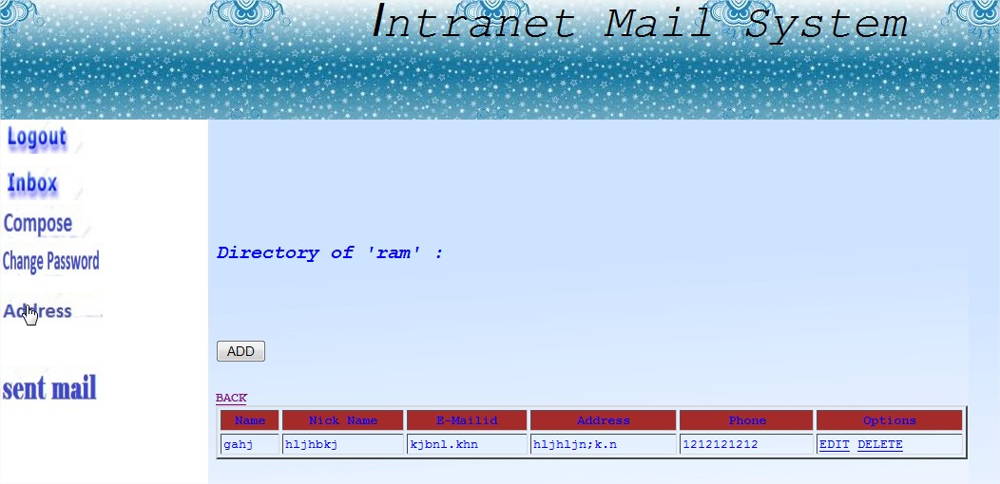 Intranet Mail System
Logout
Inbox
Compose
Change Password
Address
sent mail
Directory of 'ram' :
ADD
BACK
Name Nick Name E-Mailid Address Phone Options
gahj hljhbkj kjbnl.khn hljhljn;k.n 1212121212 EDIT DELETE